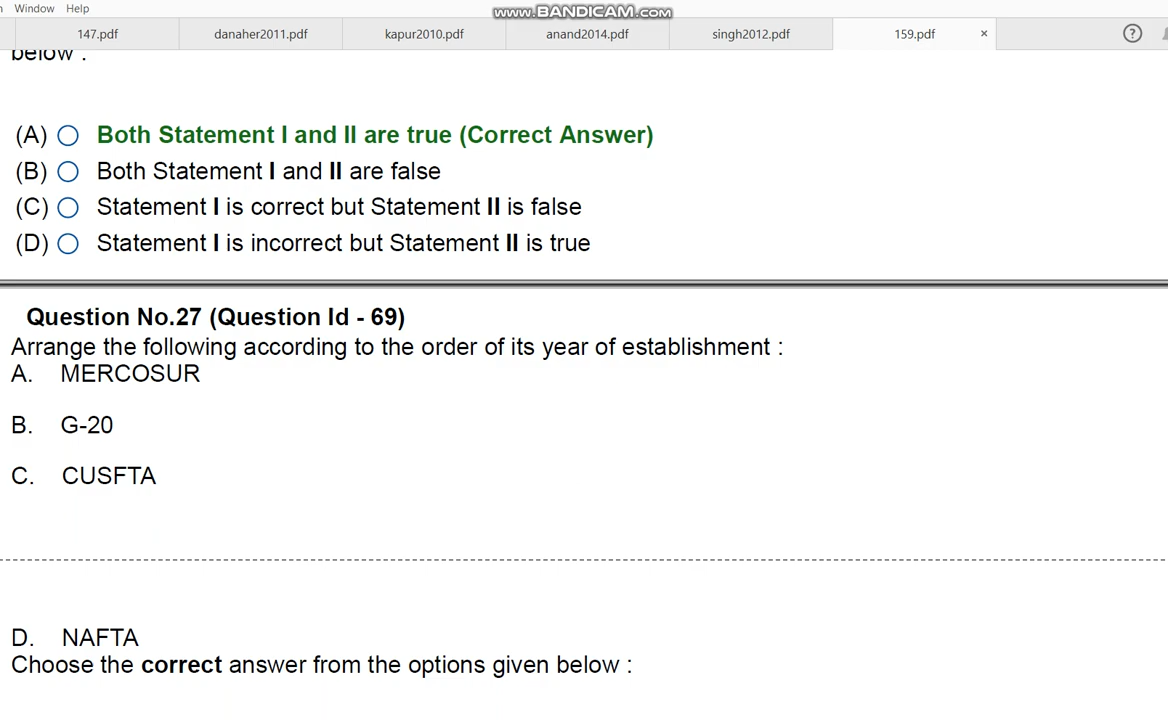 Window Help
www.BANDICAM.com
147.pdf danaher2011.pdf kapur2010.pdf anand2014.pdf singh2012.pdf 159.pdf × ?
below :
(A) Both Statement I and II are true (Correct Answer)
(B) Both Statement I and II are false
(C) Statement I is correct but Statement II is false
(D) Statement I is incorrect but Statement II is true
Question No.27 (Question Id - 69)
Arrange the following according to the order of its year of establishment :
A. MERCOSUR
B. G-20
C. CUSFTA
D. NAFTA
Choose the correct answer from the options given below :